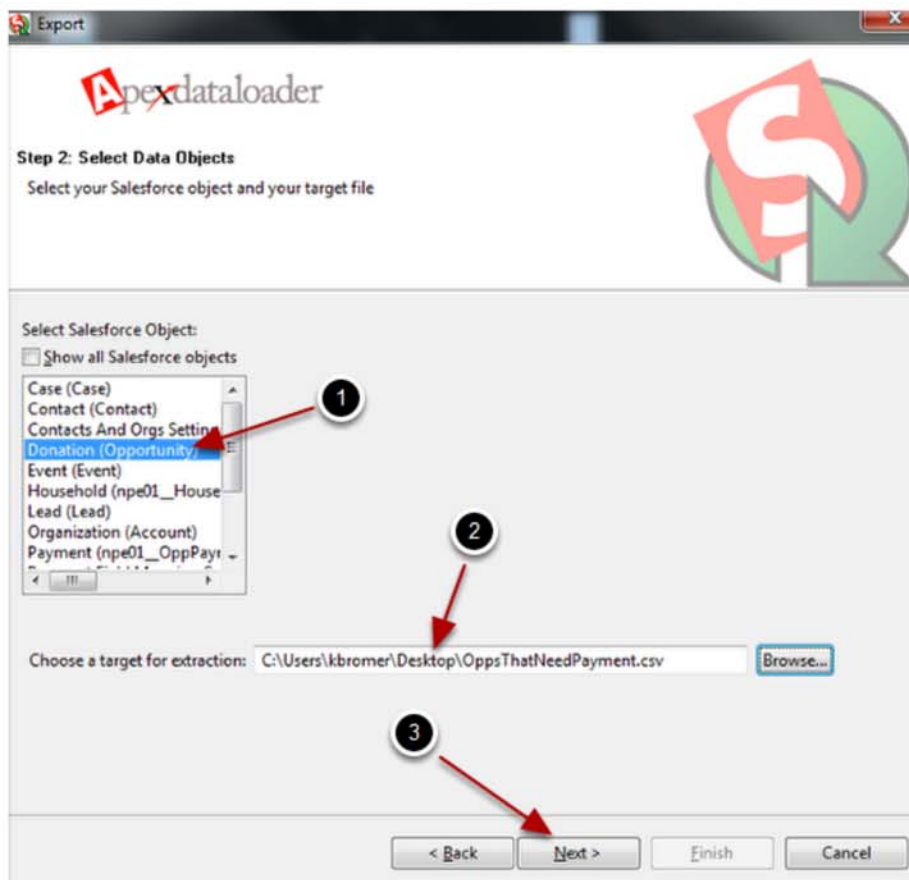 Export
Apexdataloader
Step 2: Select Data Objects
Select your Salesforce object and your target file
Select Salesforce Object:
Show all Salesforce objects
Case (Case)
Contact (Contact)
Contacts And Orgs Setting
Donation (Opportunity)
Event (Event)
Household (npe01__House
Lead (Lead)
Organization (Account)
Payment (npe01__OppPayr
1
2
Choose a target for extraction: C:\Users\kbromer\Desktop\OppsThatNeedPayment.csv Browse...
3
< Back Next > Finish Cancel